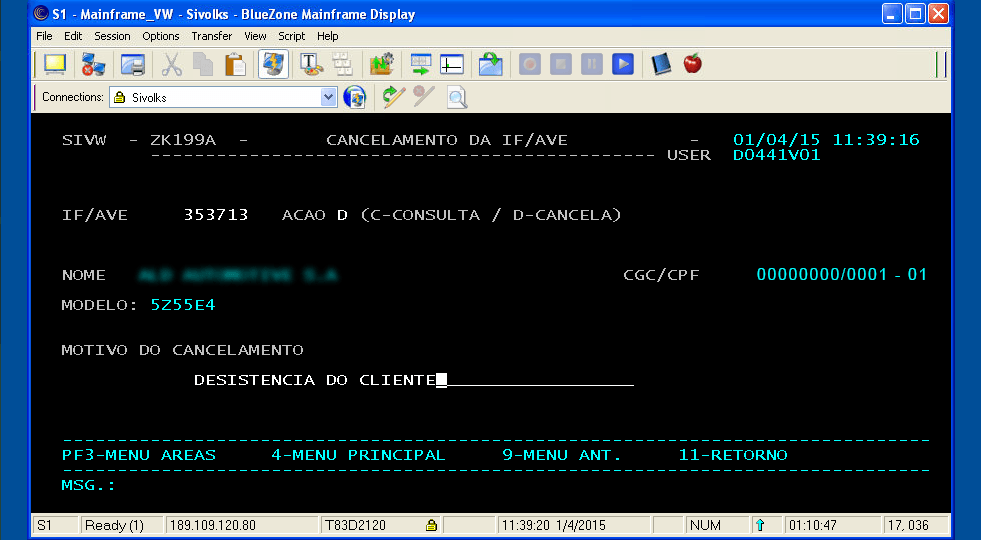 S1 - Mainframe_VW - Sivolks - BlueZone Mainframe Display
File Edit Session Options Transfer View Script Help
Connections: Sivolks
SIVW - ZK199A - CANCELAMENTO DA IF/AVE - 01/04/15 11:39:16
---------------------------------------------- USER D0441V01
IF/AVE 353713 ACAO D (C-CONSULTA / D-CANCELA)
NOME ALD AUTOMOTIVE S.A CGC/CPF 00000000/0001 - 01
MODELO: 5Z55E4
MOTIVO DO CANCELAMENTO
DESISTENCIA DO CLIENTE_________________
-------------------------------------------------------------------------------
PF3-MENU AREAS 4-MENU PRINCIPAL 9-MENU ANT. 11-RETORNO
-------------------------------------------------------------------------------
MSG.:
S1 Ready (1) 189.109.120.80 T83D2120 11:39:20 1/4/2015 NUM 01:10:47 17, 036